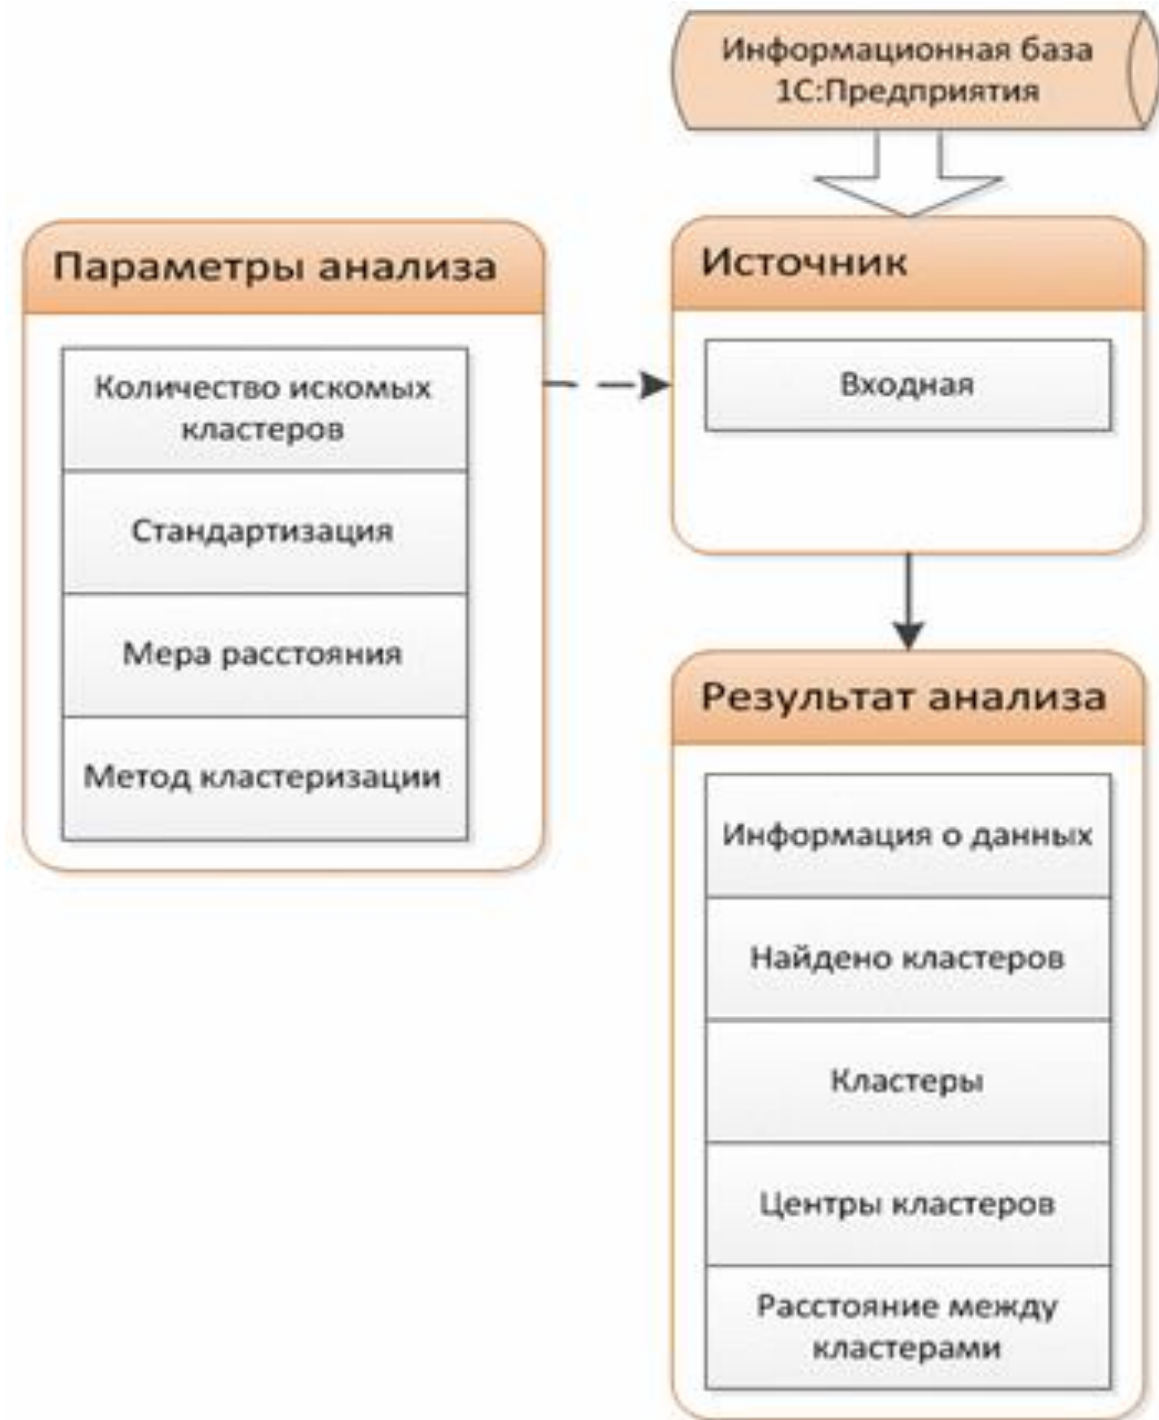 Информационная база
1С:Предприятия
Параметры анализа
Количество искомых
кластеров
Стандартизация
Мера расстояния
Метод кластеризации
Источник
Входная
Результат анализа
Информация о данных
Найдено кластеров
Кластеры
Центры кластеров
Расстояние между
кластерами